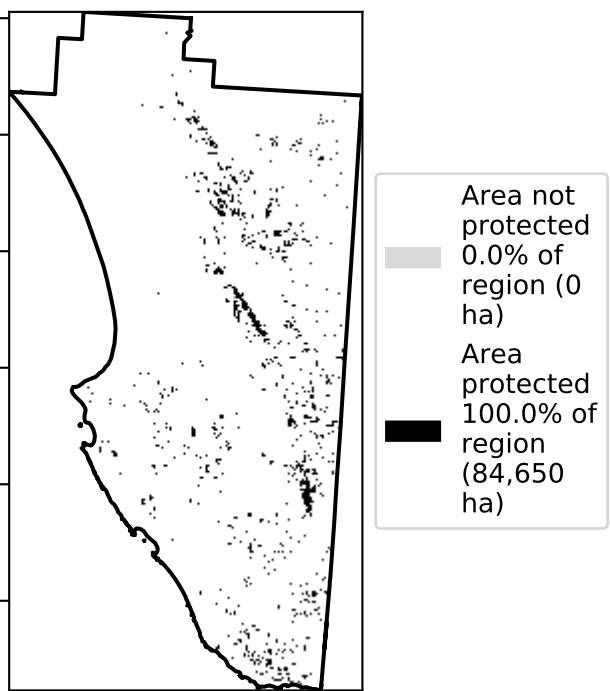 Area not
protected
0.0% of
region (0
ha)
Area
protected
100.0% of
region
(84,650
ha)